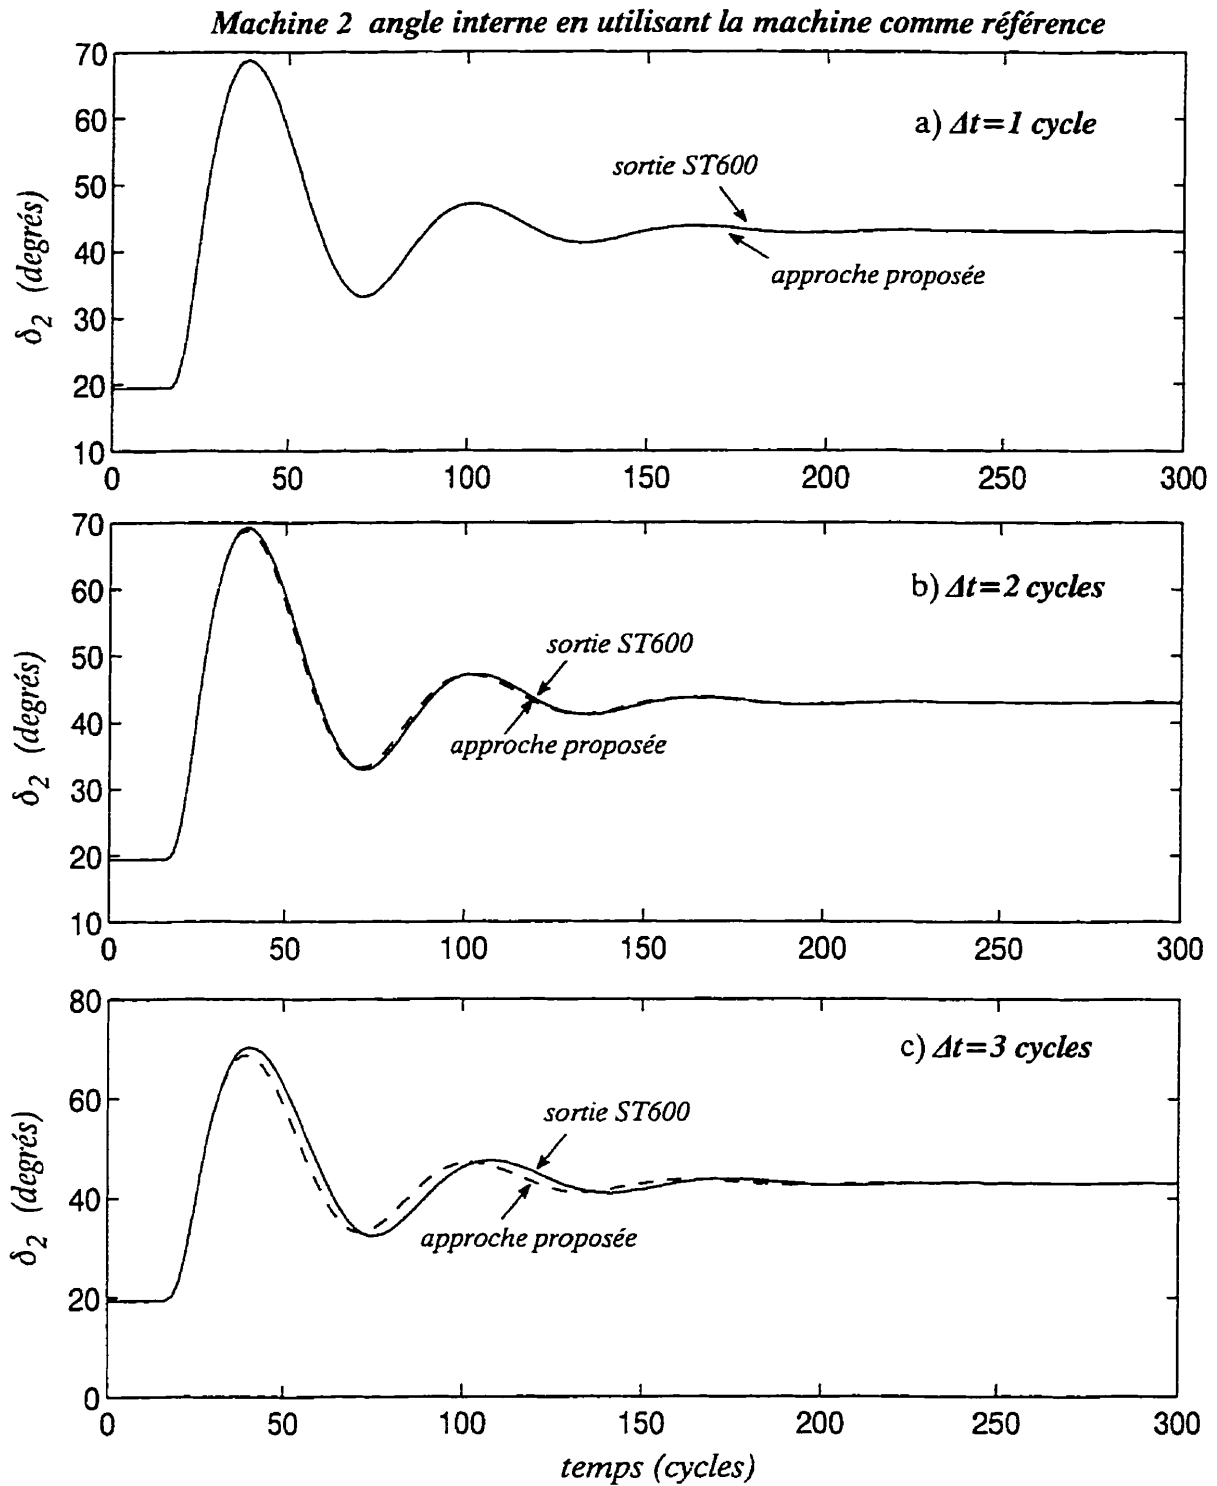 Machine 2 angle interne en utilisant la machine comme référence
70
60
50
40
30
20
10
δ2 (degrés)
a) Δt=1 cycle
sortie ST600
approche proposée
0 50 100 150 200 250 300
70
60
50
40
30
20
10
δ2 (degrés)
b) Δt=2 cycles
sortie ST600
approche proposée
0 50 100 150 200 250 300
80
60
40
20
0
δ2 (degrés)
c) Δt=3 cycles
sortie ST600
approche proposée
0 50 100 150 200 250 300
temps (cycles)